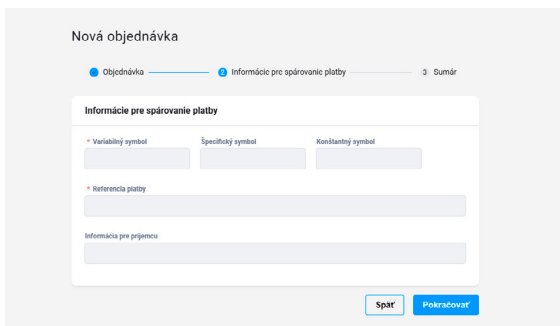 Nová objednávka
Objednávka 2 Informácie pre spárovanie platby 3 Sumár
Informácie pre spárovanie platby
* Variabilný symbol Špecifický symbol Konštantný symbol
* Referencia platby
Informácia pre príjemcu
Späť Pokračovať